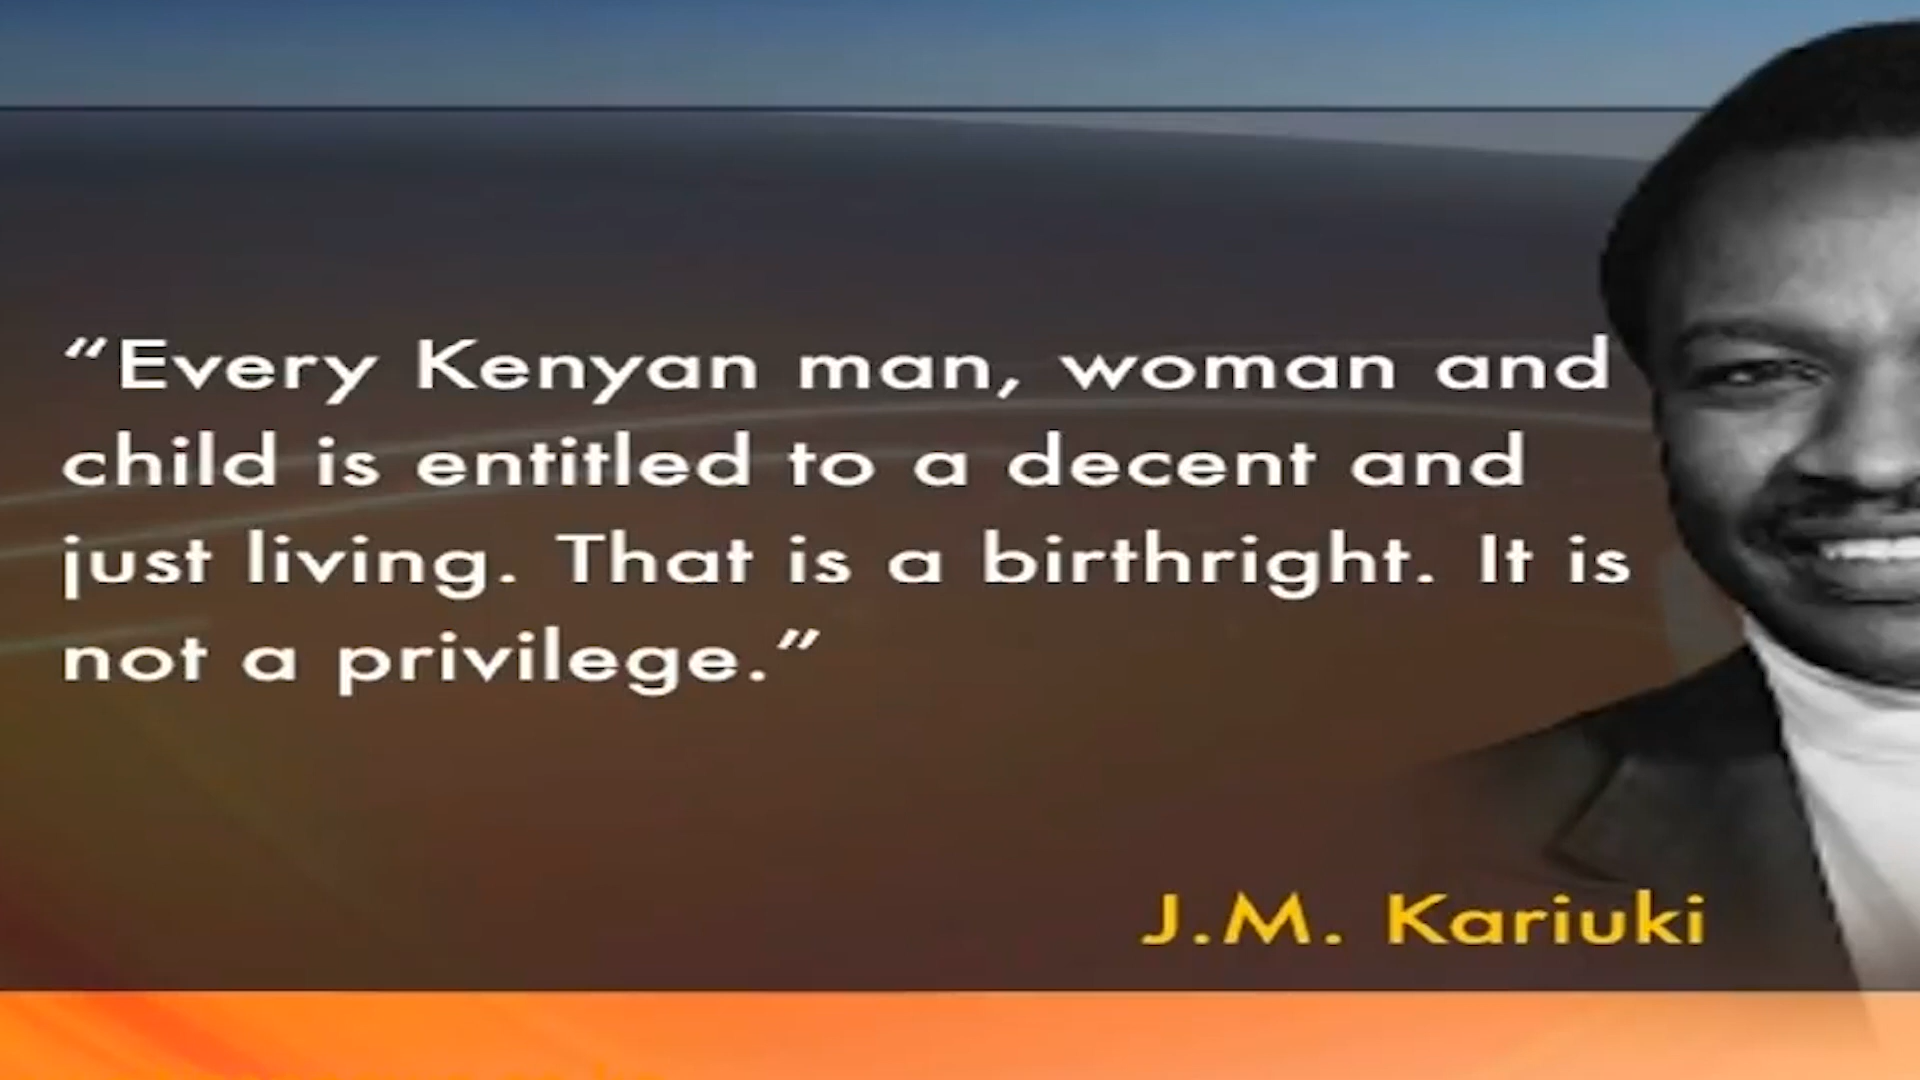 “Every Kenyan man, woman and
child is entitled to a decent and
just living. That is a birthright. It is
not a privilege.”
J.M. Kariuki